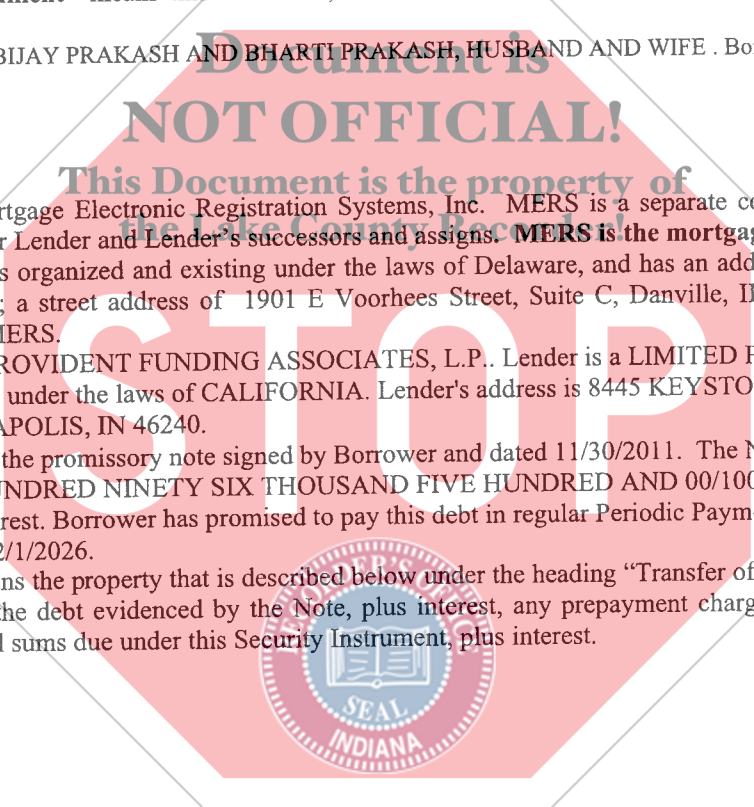 BIJAY PRAKASH AND BHARTI PRAKASH, HUSBAND AND WIFE . Bo
Document is
NOT OFFICIAL!
This Document is the property of
the Lake County Recorder!
rtgage Electronic Registration Systems, Inc. MERS is a separate c
r Lender and Lender's successors and assigns. MERS is the mortga
s organized and existing under the laws of Delaware, and has an add
; a street address of 1901 E Voorhees Street, Suite C, Danville, I
MERS.
ROVIDENT FUNDING ASSOCIATES, L.P.. Lender is a LIMITED
under the laws of CALIFORNIA. Lender's address is 8445 KEYSTO
APOLIS, IN 46240.
the promissory note signed by Borrower and dated 11/30/2011. The N
UNDRED NINETY SIX THOUSAND FIVE HUNDRED AND 00/100
rest. Borrower has promised to pay this debt in regular Periodic Paym
2/1/2026.
ns the property that is described below under the heading “Transfer of
the debt evidenced by the Note, plus interest, any prepayment charg
l sums due under this Security Instrument, plus interest.
STOP
RECORDER'S OFFICE
SEAL
INDIANA